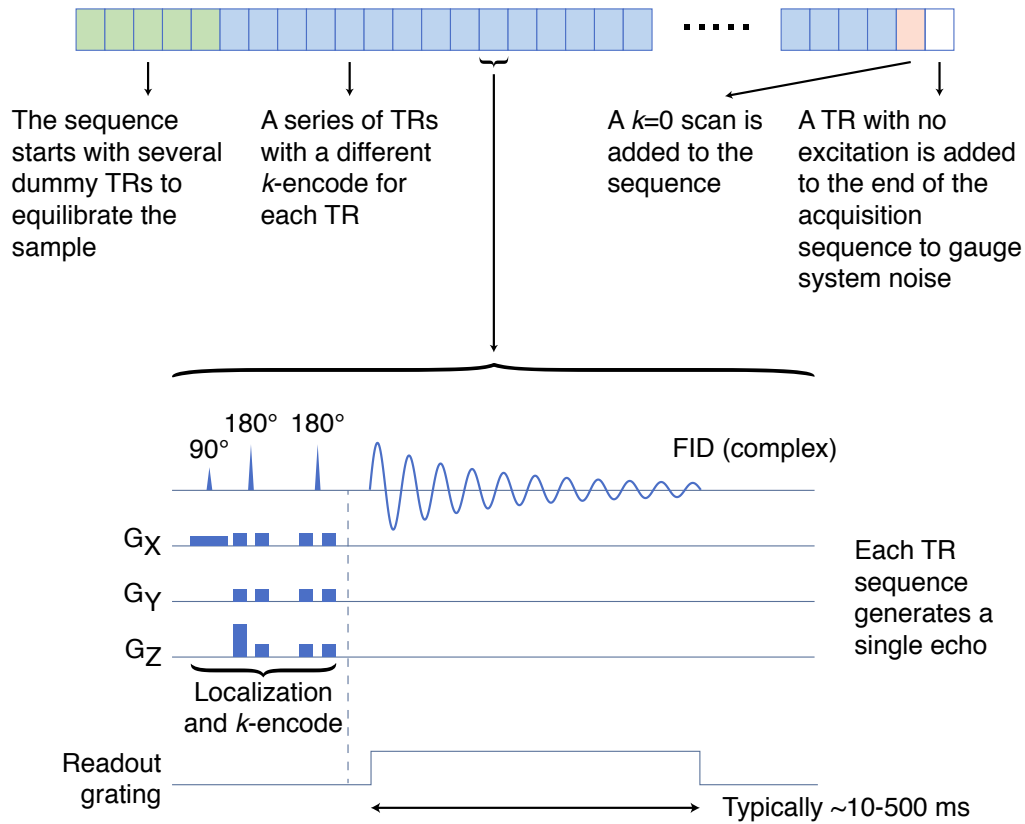 The sequence
starts with several
dummy TRs to
equilibrate the
sample
A series of TRs
with a different
k-encode for
each TR
A k=0 scan is
added to the
sequence
A TR with no
excitation is added
to the end of the
acquisition
sequence to gauge
system noise
90°
180°
180°
FID (complex)
GX
GY
GZ
Localization
and k-encode
Each TR
sequence
generates a
single echo
Readout
grating
Typically ~10-500 ms